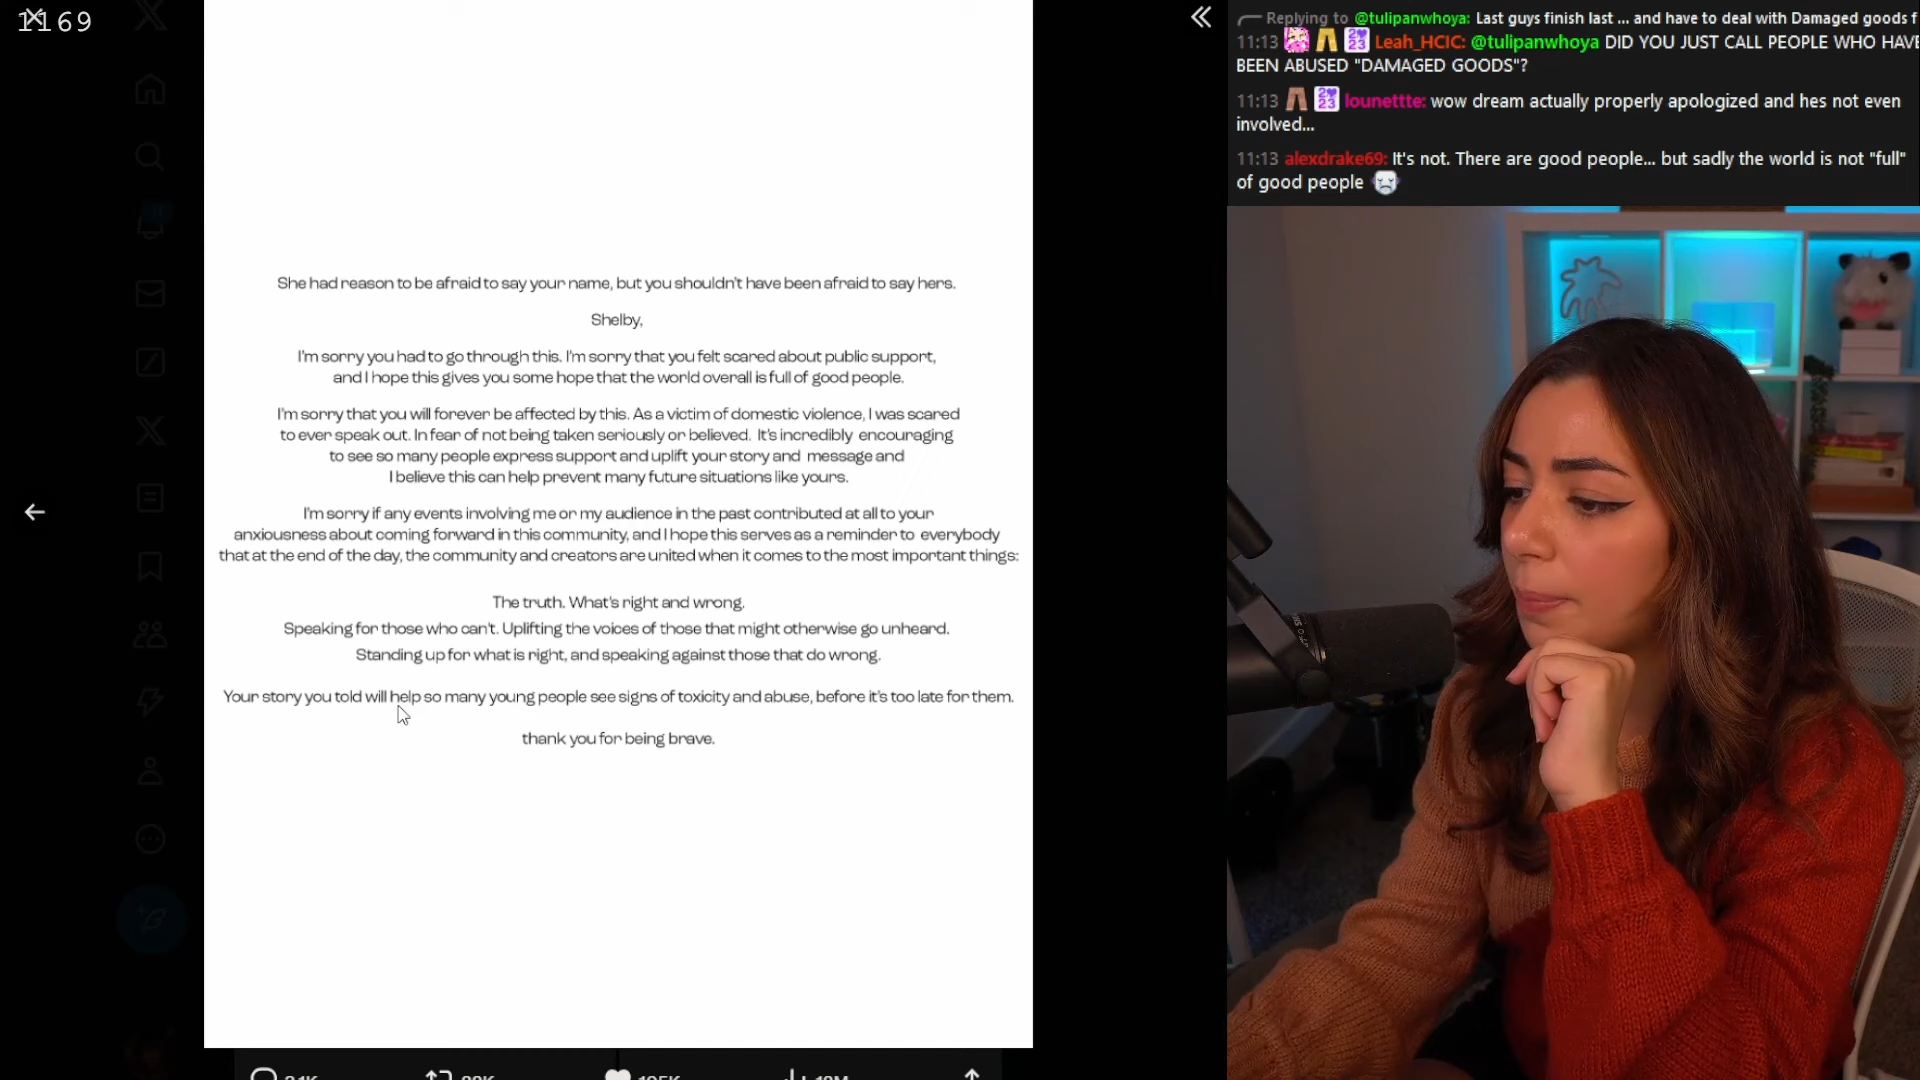 1169
She had reason to be afraid to say your name, but you shouldn't have been afraid to say hers.
Shelby,
I'm sorry you had to go through this. I'm sorry that you felt scared about public support,
and I hope this gives you some hope that the world overall is full of good people.
I'm sorry that you will forever be affected by this. As a victim of domestic violence, I was scared
to ever speak out. In fear of not being taken seriously or believed. It's incredibly encouraging
to see so many people express support and uplift your story and message and
I believe this can help prevent many future situations like yours.
I'm sorry if any events involving me or my audience in the past contributed at all to your
anxiousness about coming forward in this community, and I hope this serves as a reminder to everybody
that at the end of the day, the community and creators are united when it comes to the most important things:
The truth. What's right and wrong.
Speaking for those who can't. Uplifting the voices of those that might otherwise go unheard.
Standing up for what is right, and speaking against those that do wrong.
Your story you told will help so many young people see signs of toxicity and abuse, before it's too late for them.
thank you for being brave.
Replying to @tulipanwhoya: Last guys finish last ... and have to deal with Damaged goods f
11:13 Leah_HCIC: @tulipanwhoya DID YOU JUST CALL PEOPLE WHO HAVE
BEEN ABUSED "DAMAGED GOODS"?
11:13 lounettte: wow dream actually properly apologized and hes not even
involved...
11:13 alexdrake69: It's not. There are good people... but sadly the world is not "full"
of good people